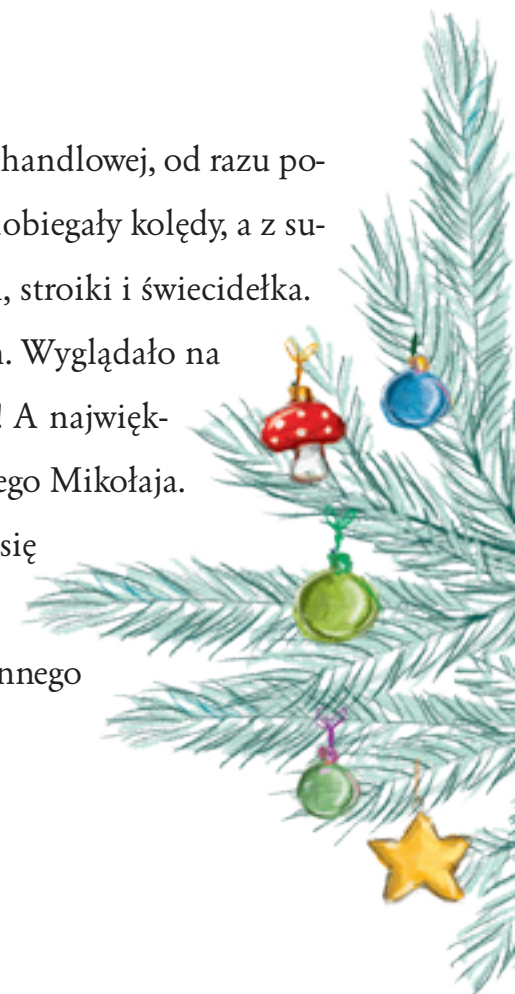 handlowej, od razu po-
obiegały kolędy, a z su-
, stroiki i świecidełka.
. Wyglądało na
! A najwięk-
ego Mikołaja.
się
nnego